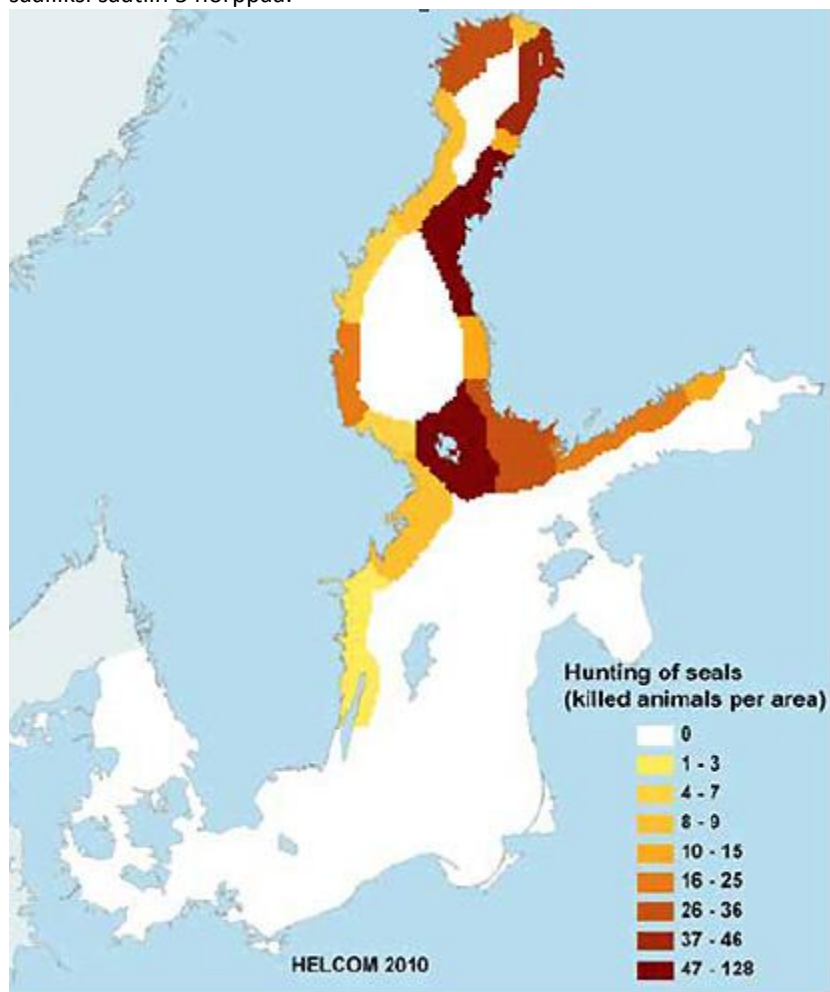 Hunting of seals
(killed animals per area)
0
1 - 3
4 - 7
8 - 9
10 - 15
16 - 25
26 - 36
37 - 46
47 - 128
HELCOM 2010